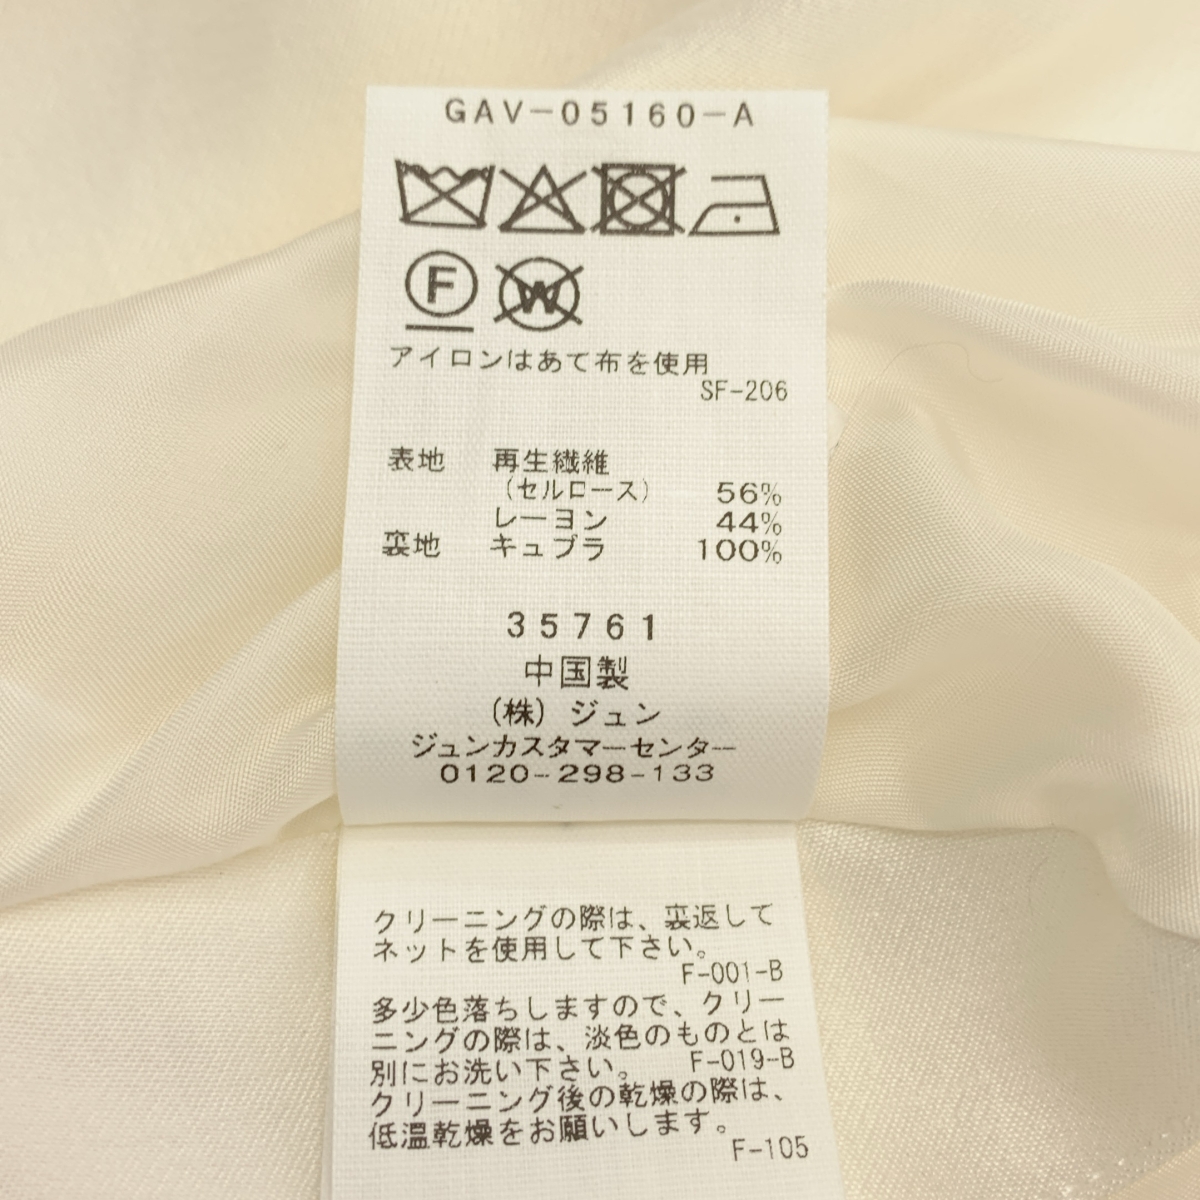 GAV-05160-A
F W
アイロンはあて布を使用
SF-206
表地 再生繊維
(セルロース) 56%
レーヨン 44%
裏地 キュプラ 100%
35761
中国製
(株) ジュン
ジュンカスタマーセンター
0120-298-133
クリーニングの際は、裏返して
ネットを使用して下さい。
F-001-B
多少色落ちしますので、クリー
ニングの際は、淡色のものとは
別にお洗い下さい。 F-019-B
クリーニング後の乾燥の際は、
低温乾燥をお願いします。
F-105